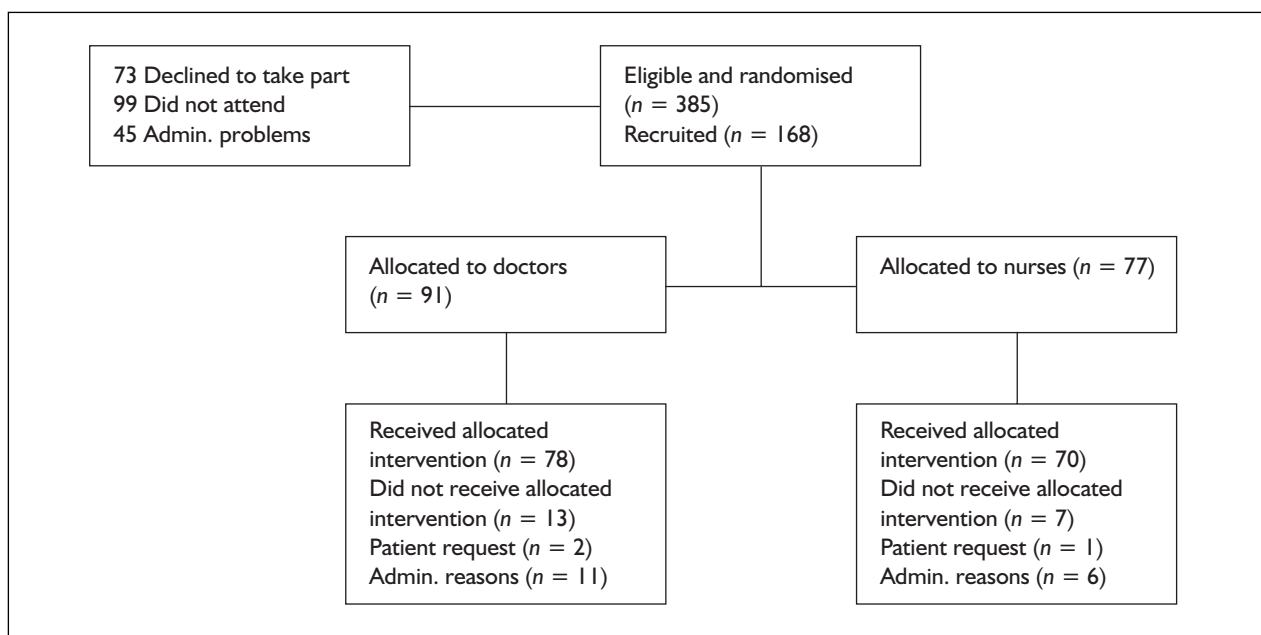 73 Declined to take part
99 Did not attend
45 Admin. problems
Eligible and randomised
(n = 385)
Recruited (n = 168)
Allocated to doctors
(n = 91)
Allocated to nurses (n = 77)
Received allocated
intervention (n = 78)
Did not receive allocated
intervention (n = 13)
Patient request (n = 2)
Admin. reasons (n = 11)
Received allocated
intervention (n = 70)
Did not receive allocated
intervention (n = 7)
Patient request (n = 1)
Admin. reasons (n = 6)